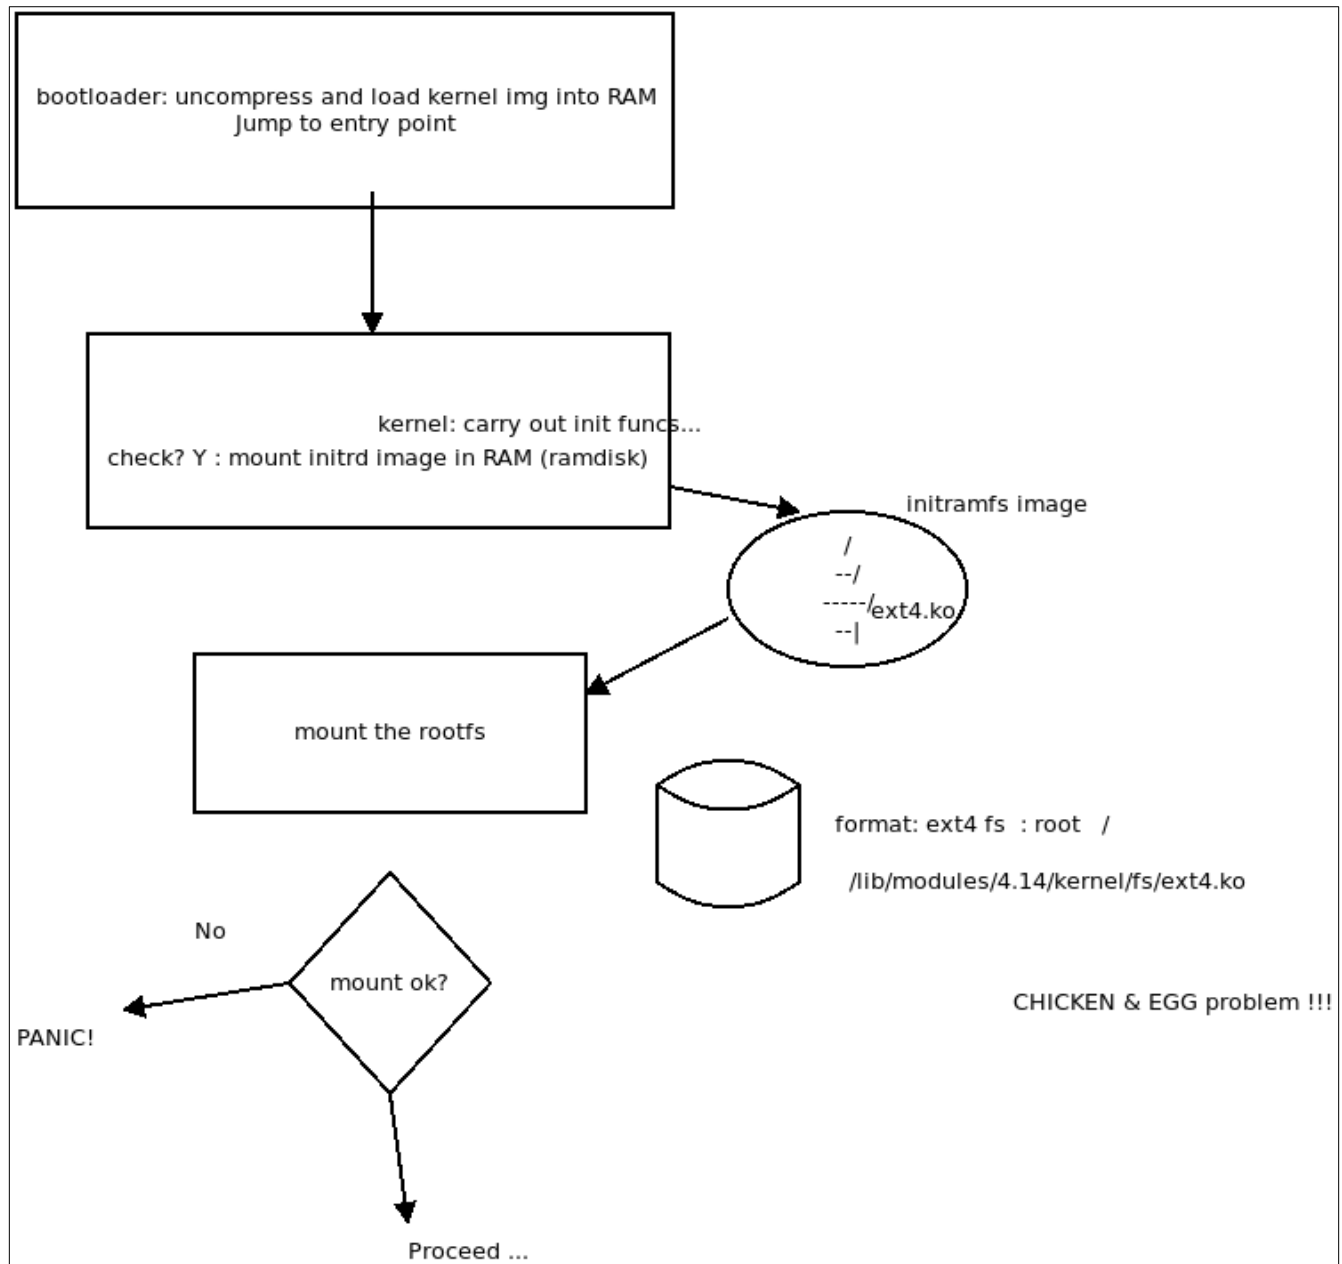 bootloader: uncompress and load kernel img into RAM
Jump to entry point
kernel: carry out init funcs...
check? Y : mount initrd image in RAM (ramdisk)
initramfs image
/
--/
-----/ext4.ko
--|
mount the rootfs
format: ext4 fs : root /
/lib/modules/4.14/kernel/fs/ext4.ko
No
mount ok?
CHICKEN & EGG problem !!!
PANIC!
Proceed ...